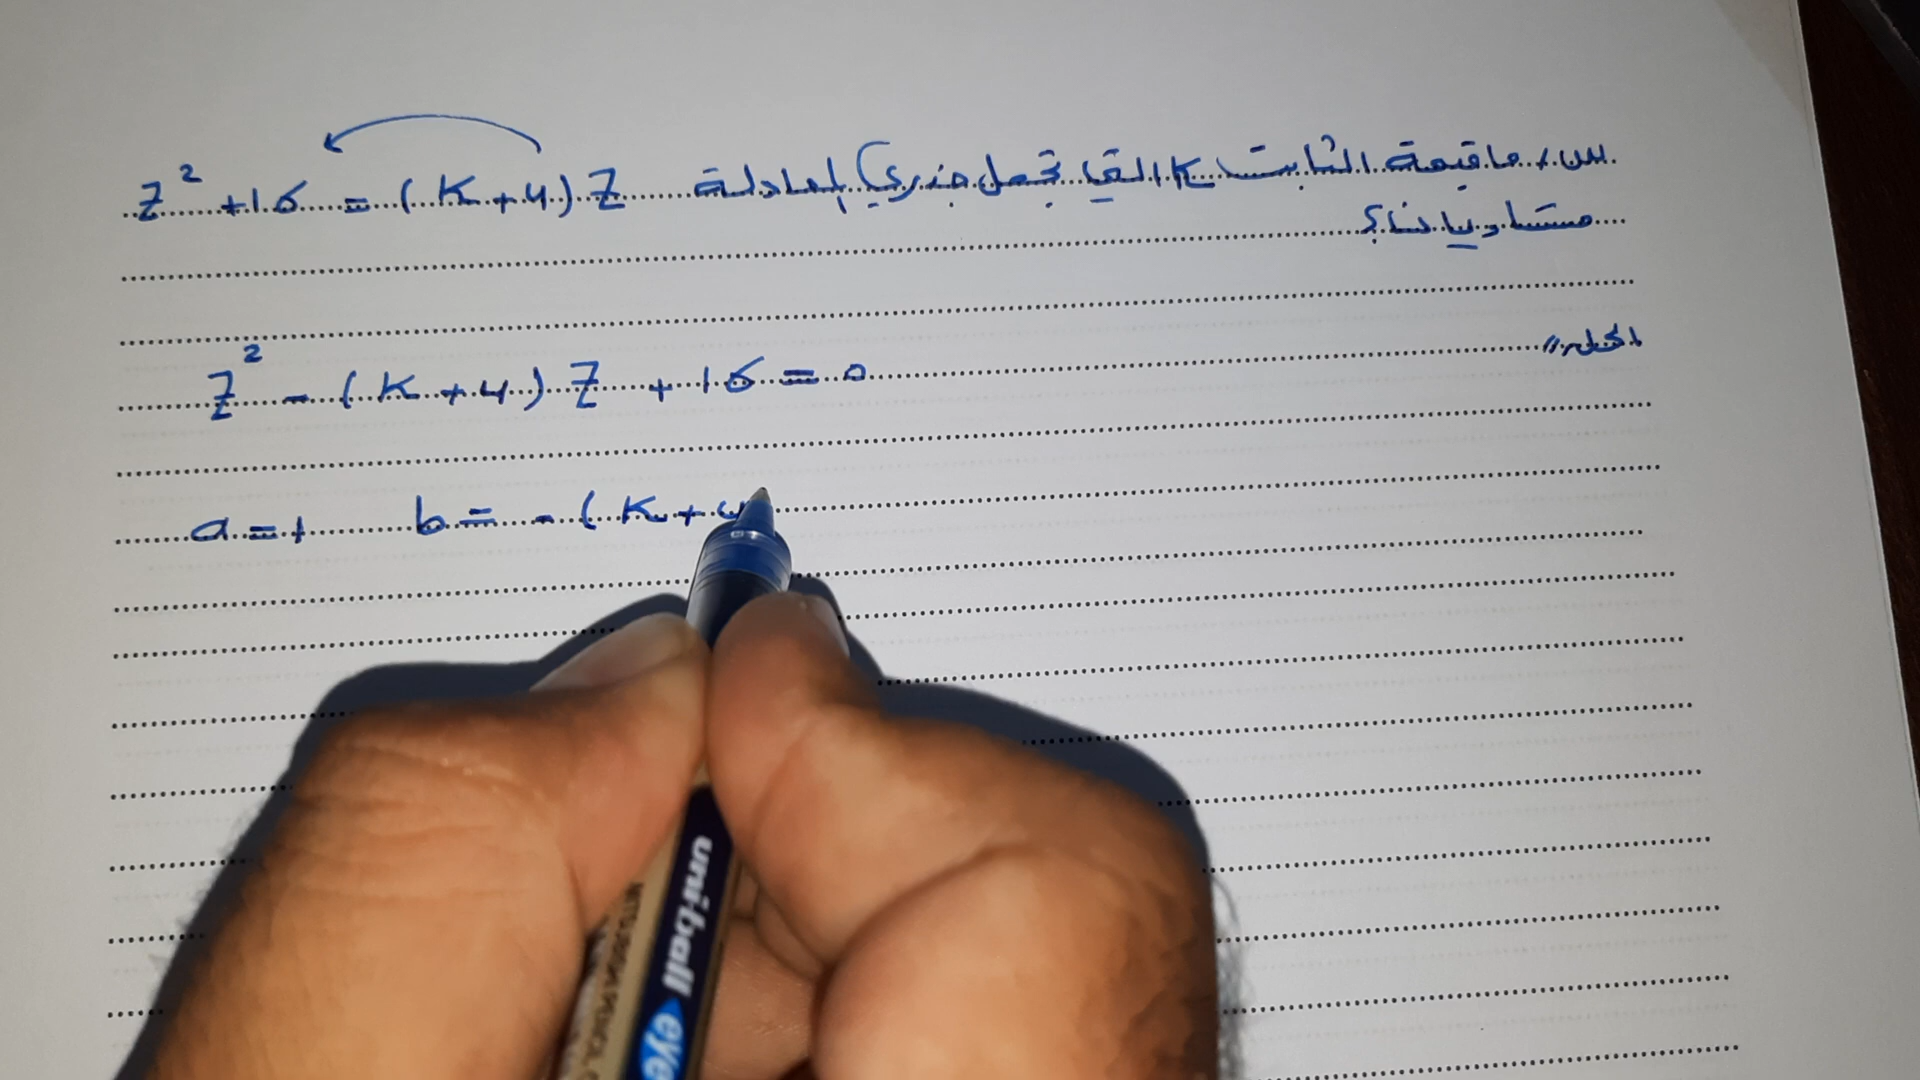 س/ ما قيمة الثابت K التي تجعل جذري المعادلة Z² + 16 = (K + 4) Z
متساويان؟
الحل //
Z² - (K + 4) Z + 16 = 0
a = 1 b = - (K + 4
uni-ball eye